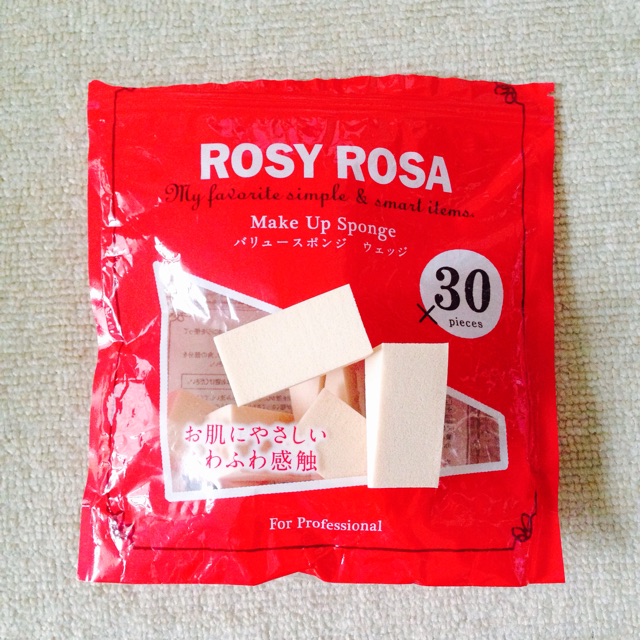 ROSY ROSA
My favorite simple & smart items.
Make Up Sponge
バリュースポンジ ウェッジ
×30
pieces
お肌にやさしい
わふわ感触
For Professional